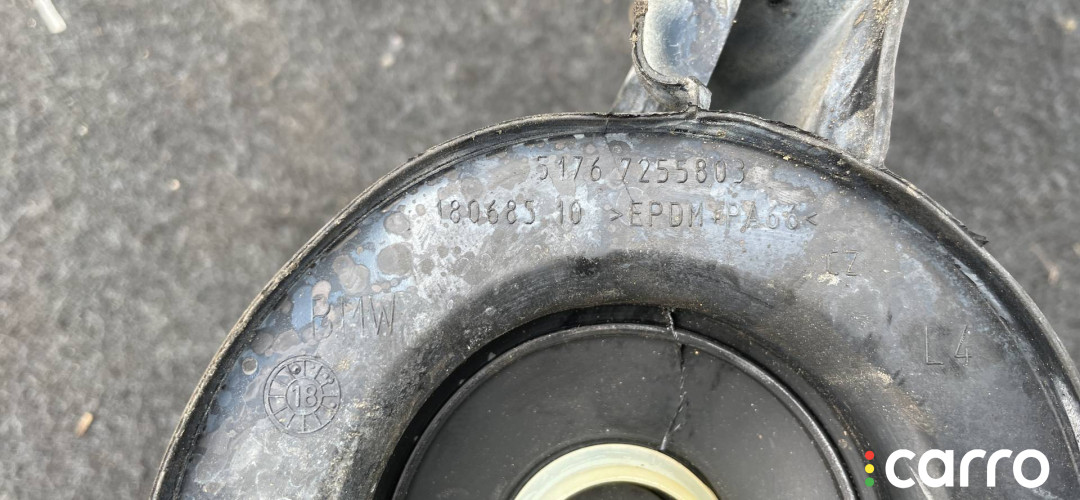 5176 7255803
180685 10 >EPDM+PA66<
CZ
BMW
L4
18
carro